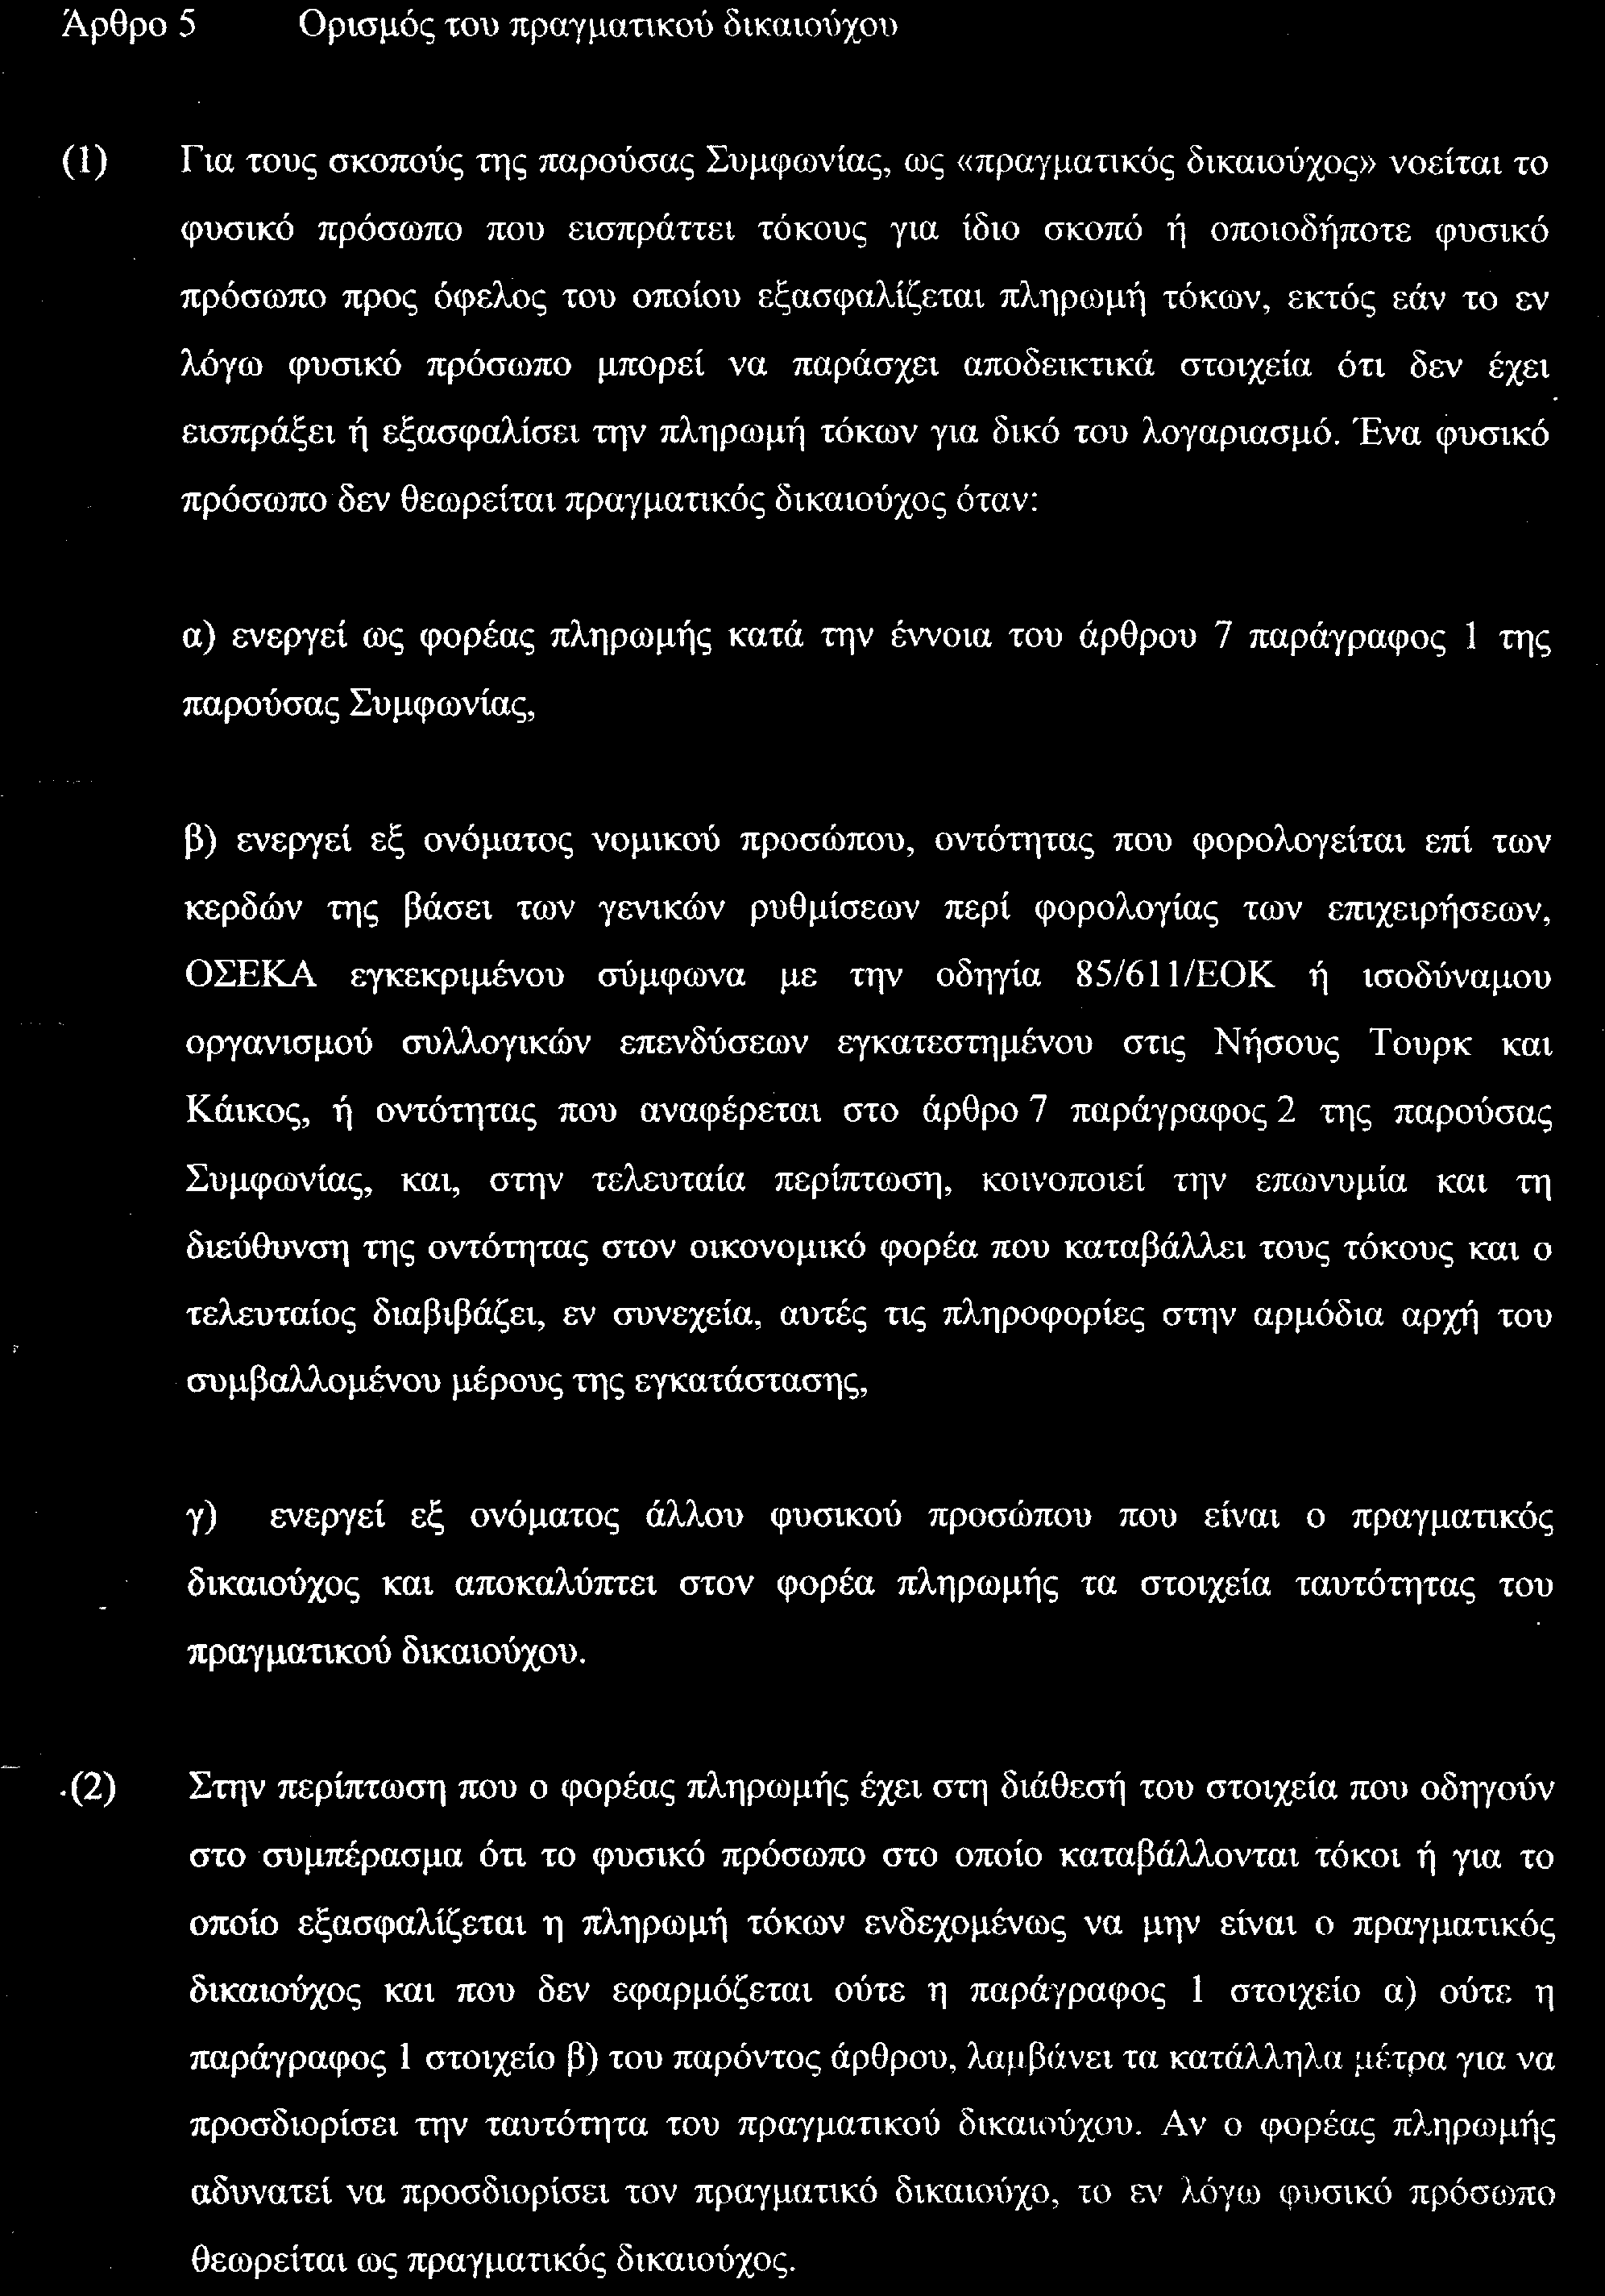 Άρθρο 5 Ορισμός του πραγματικού δικαιούχου
(1) Για τους σκοπούς της παρούσας Συμφωνίας, ως «πραγματικός δικαιούχος» νοείται το
φυσικό πρόσωπο που εισπράττει τόκους για ίδιο σκοπό ή οποιοδήποτε φυσικό
πρόσωπο προς όφελος του οποίου εξασφαλίζεται πληρωμή τόκων, εκτός εάν το εν
λόγω φυσικό πρόσωπο μπορεί να παράσχει αποδεικτικά στοιχεία ότι δεν έχει
εισπράξει ή εξασφαλίσει την πληρωμή τόκων για δικό του λογαριασμό. Ένα φυσικό
πρόσωπο δεν θεωρείται πραγματικός δικαιούχος όταν:
α) ενεργεί ως φορέας πληρωμής κατά την έννοια του άρθρου 7 παράγραφος 1 της
παρούσας Συμφωνίας,
β) ενεργεί εξ ονόματος νομικού προσώπου, οντότητας που φορολογείται επί των
κερδών της βάσει των γενικών ρυθμίσεων περί φορολογίας των επιχειρήσεων,
ΟΣΕΚΑ εγκεκριμένου σύμφωνα με την οδηγία 85/611/ΕΟΚ ή ισοδύναμου
οργανισμού συλλογικών επενδύσεων εγκατεστημένου στις Νήσους Τουρκ και
Κάικος, ή οντότητας που αναφέρεται στο άρθρο 7 παράγραφος 2 της παρούσας
Συμφωνίας, και, στην τελευταία περίπτωση, κοινοποιεί την επωνυμία και τη
διεύθυνση της οντότητας στον οικονομικό φορέα που καταβάλλει τους τόκους και ο
τελευταίος διαβιβάζει, εν συνεχεία, αυτές τις πληροφορίες στην αρμόδια αρχή του
συμβαλλομένου μέρους της εγκατάστασης,
γ) ενεργεί εξ ονόματος άλλου φυσικού προσώπου που είναι ο πραγματικός
δικαιούχος και αποκαλύπτει στον φορέα πληρωμής τα στοιχεία ταυτότητας του
πραγματικού δικαιούχου.
(2) Στην περίπτωση που ο φορέας πληρωμής έχει στη διάθεσή του στοιχεία που οδηγούν
στο συμπέρασμα ότι το φυσικό πρόσωπο στο οποίο καταβάλλονται τόκοι ή για το
οποίο εξασφαλίζεται η πληρωμή τόκων ενδεχομένως να μην είναι ο πραγματικός
δικαιούχος και που δεν εφαρμόζεται ούτε η παράγραφος 1 στοιχείο α) ούτε η
παράγραφος 1 στοιχείο β) του παρόντος άρθρου, λαμβάνει τα κατάλληλα μέτρα για να
προσδιορίσει την ταυτότητα του πραγματικού δικαιούχου. Αν ο φορέας πληρωμής
αδυνατεί να προσδιορίσει τον πραγματικό δικαιούχο, το εν λόγω φυσικό πρόσωπο
θεωρείται ως πραγματικός δικαιούχος.